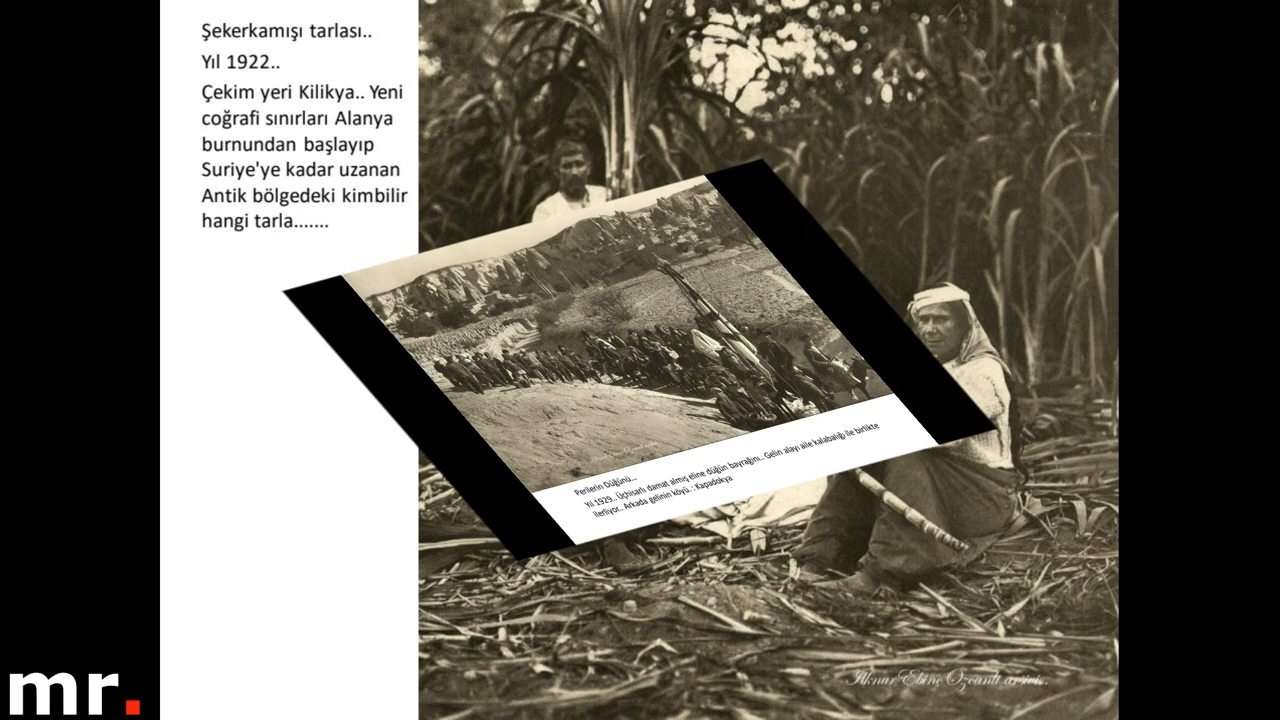 Şekerkamışı tarlası..
Yıl 1922..
Çekim yeri Kilikya.. Yeni
coğrafi sınırları Alanya
burnundan başlayıp
Suriye'ye kadar uzanan
Antik bölgedeki kimbilir
hangi tarla.......
Perilerin Düğünü...
Yıl 1929.. Üçhisarlı damat almış eline düğün bayrağını.. Gelin alayı aile kalabalığı ile birlikte
ilerliyor.. Arkada gelinin köyü. : Kapadokya
İlknur Ebinç Özcanlı arşivi..
mr.